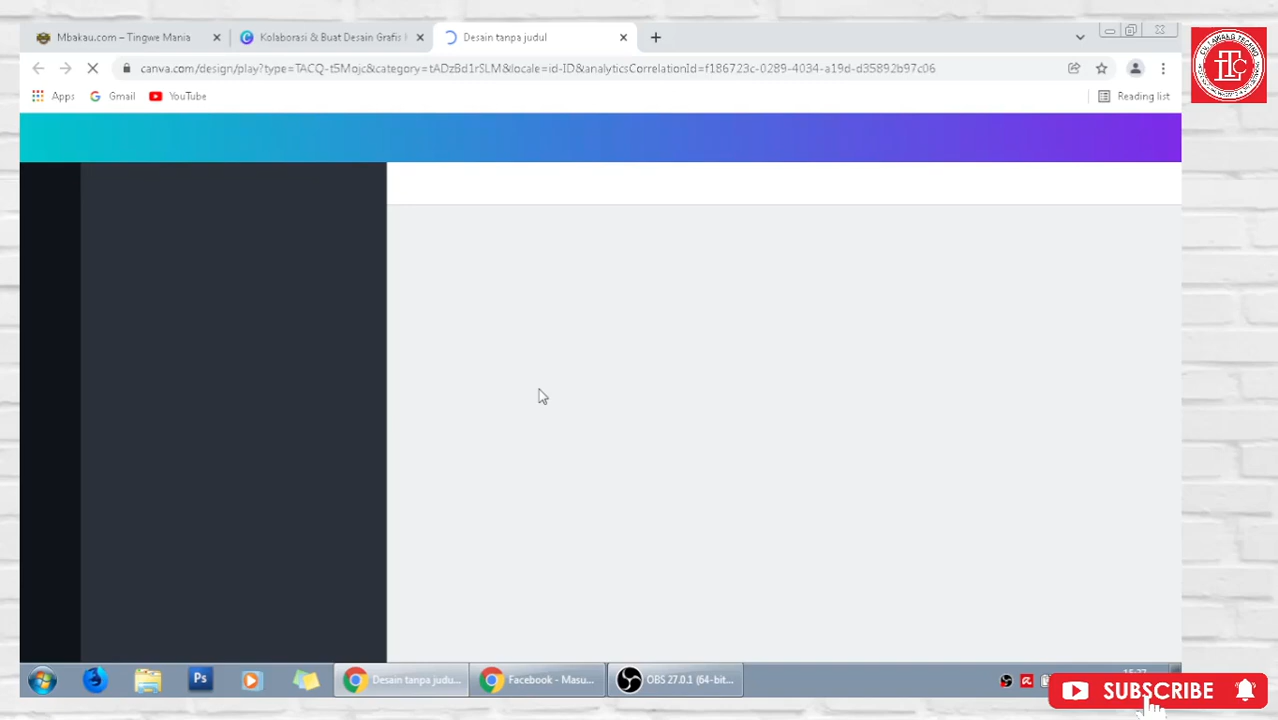 Mbakau.com – Tingwe Mania
Kolaborasi & Buat Desain Grafis
Desain tanpa judul
canva.com/design/play?type=TACQ-t5Mojc&category=tADzBd1rSLM&locale=id-ID&analyticsCorrelationId=f186723c-0289-4034-a19d-d35892b97c06
Apps
Gmail
YouTube
Reading list
Ps
Desain tanpa judu...
Facebook - Masu...
OBS 27.0.1 (64-bit...
SUBSCRIBE